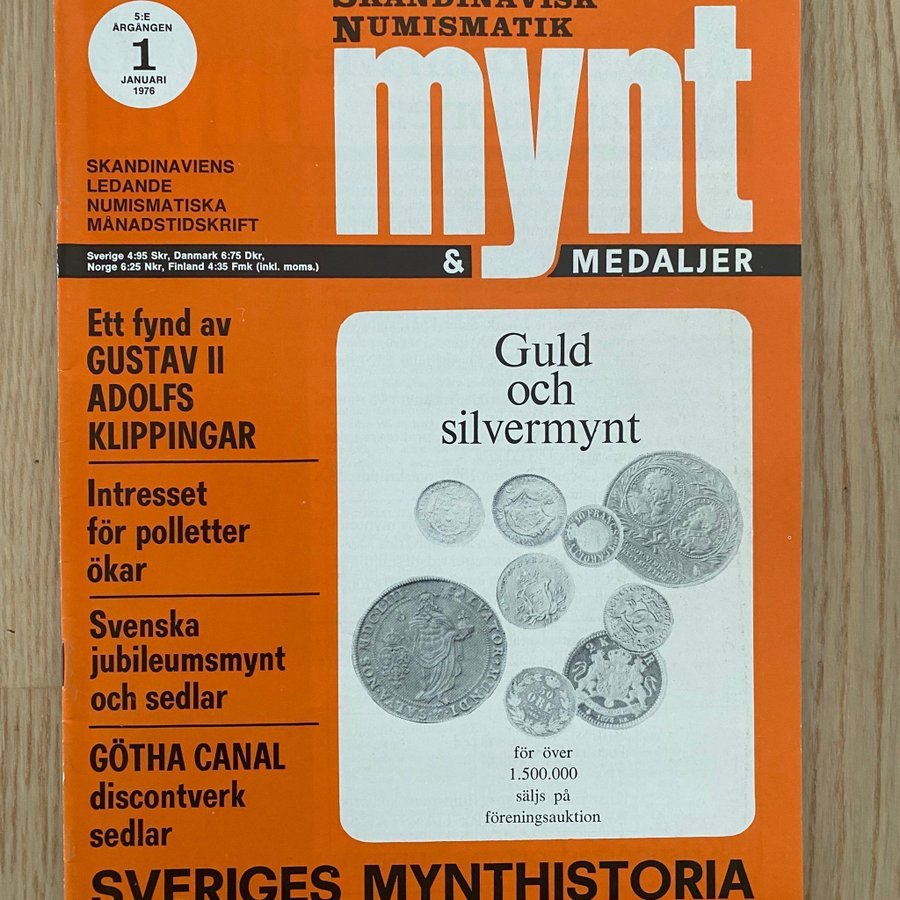 5:E
ÅRGÅNGEN
1
JANUARI
1976
SKANDINAVISK
NUMISMATIK
mynt
& MEDALJER
SKANDINAVIENS
LEDANDE
NUMISMATISKA
MÅNADSTIDSKRIFT
Sverige 4:95 Skr, Danmark 6:75 Dkr,
Norge 6:25 Nkr, Finland 4:35 Fmk (inkl. moms.)
Ett fynd av
GUSTAV II
ADOLFS
KLIPPINGAR
Intresset
för polletter
ökar
Svenska
jubileumsmynt
och sedlar
GÖTHA CANAL
discontverk
sedlar
Guld
och
silvermynt
50
ÖRE
för över
1.500.000
säljs på
föreningsauktion
SVERIGES MYNTHISTORIA